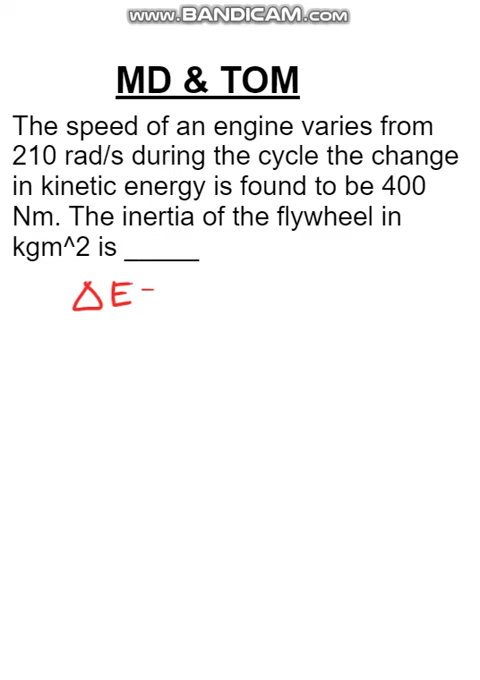 www.BANDICAM.com
MD & TOM
The speed of an engine varies from
210 rad/s during the cycle the change
in kinetic energy is found to be 400
Nm. The inertia of the flywheel in
kgm^2 is _____
△E -